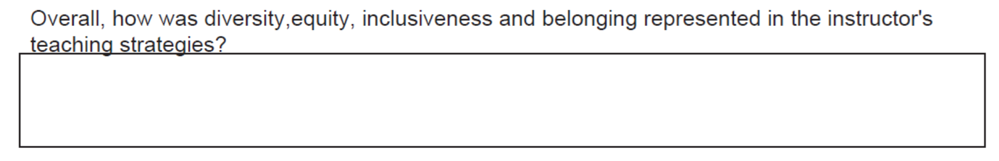 Overall, how was diversity,equity, inclusiveness and belonging represented in the instructor's
teaching strategies?